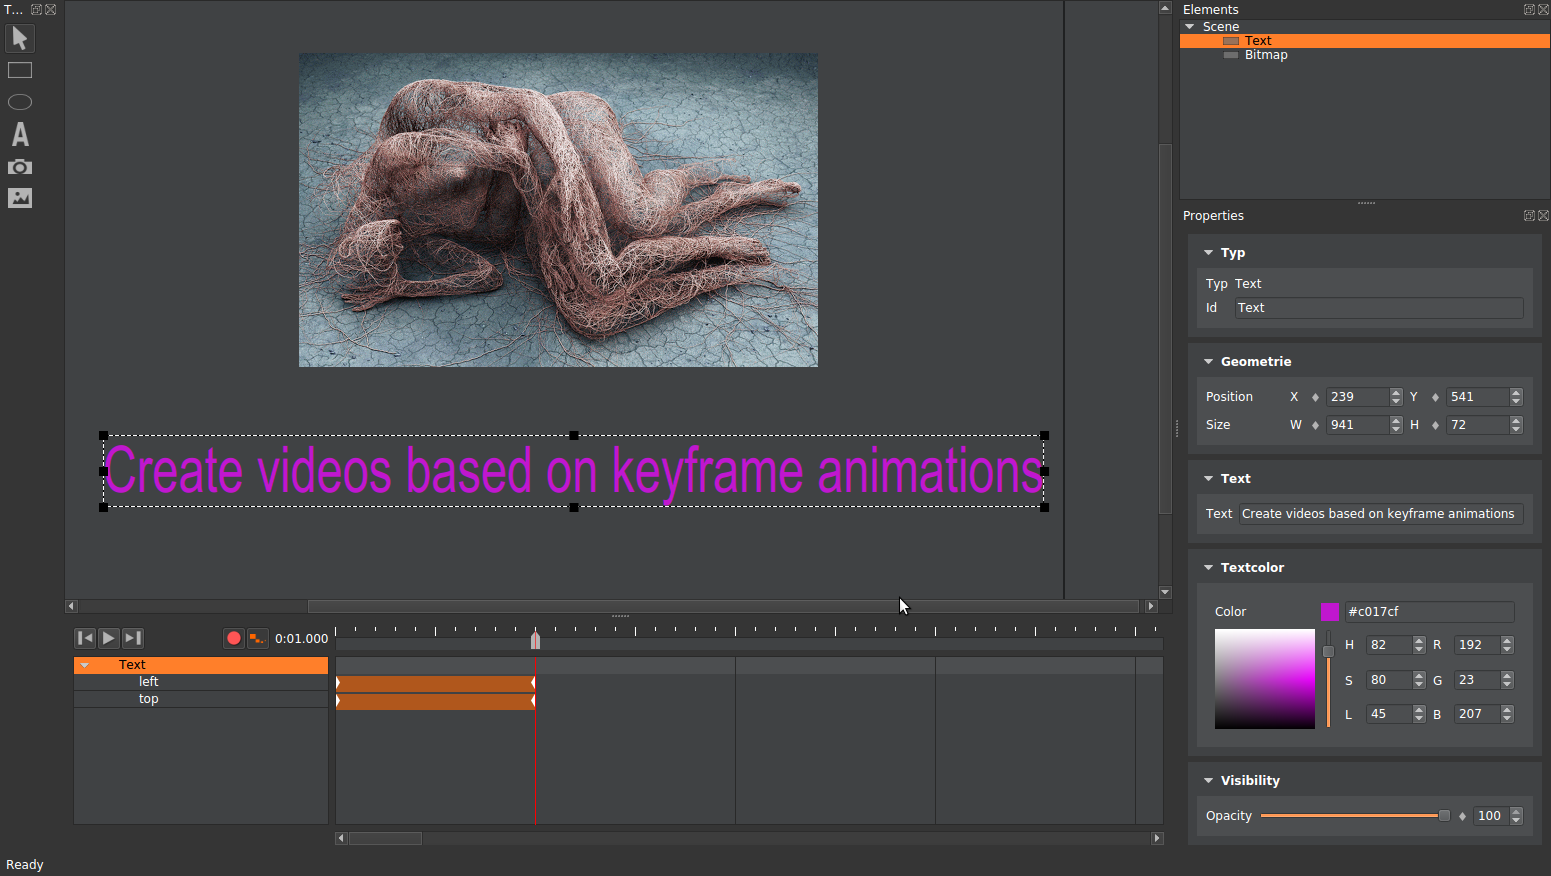 T...
Elements
Scene
Text
Bitmap
A
Create videos based on keyframe animations
Properties
Typ
Typ Text
Id Text
Geometrie
Position X 239 Y 541
Size W 941 H 72
Text
Text Create videos based on keyframe animations
Textcolor
Color #c017cf
H 82 R 192
S 80 G 23
L 45 B 207
Visibility
Opacity 100
0:01.000
Text
left
top
Ready